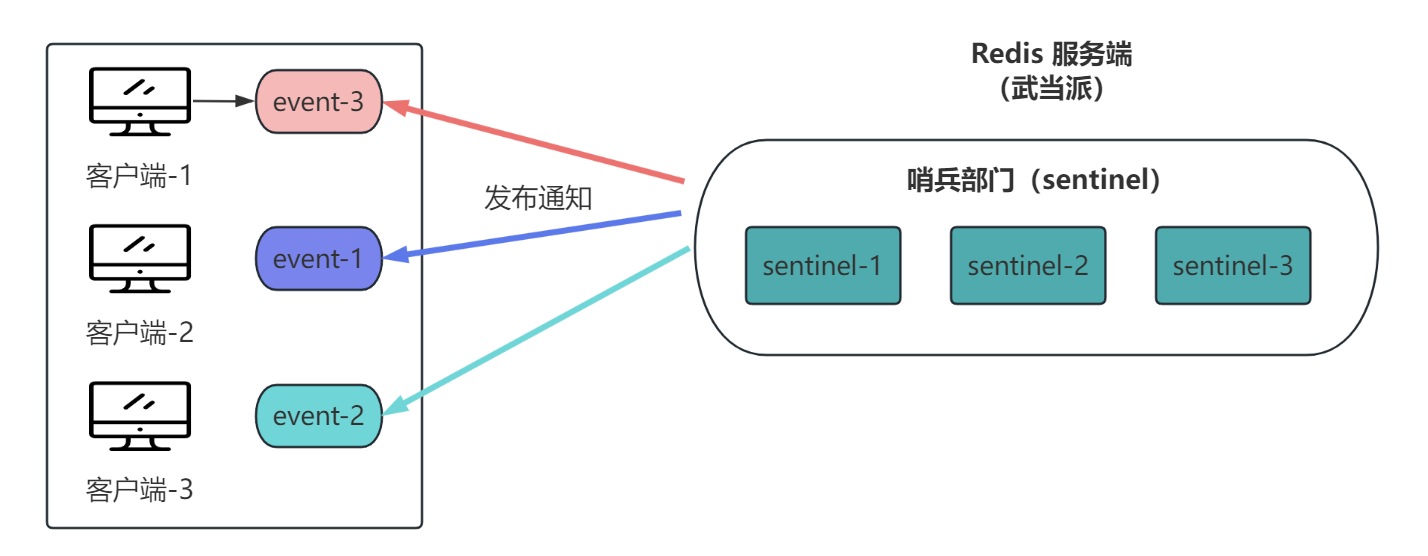 Redis 服务端
（武当派）
event-3
客户端-1
发布通知
event-1
客户端-2
event-2
客户端-3
哨兵部门（sentinel）
sentinel-1
sentinel-2
sentinel-3